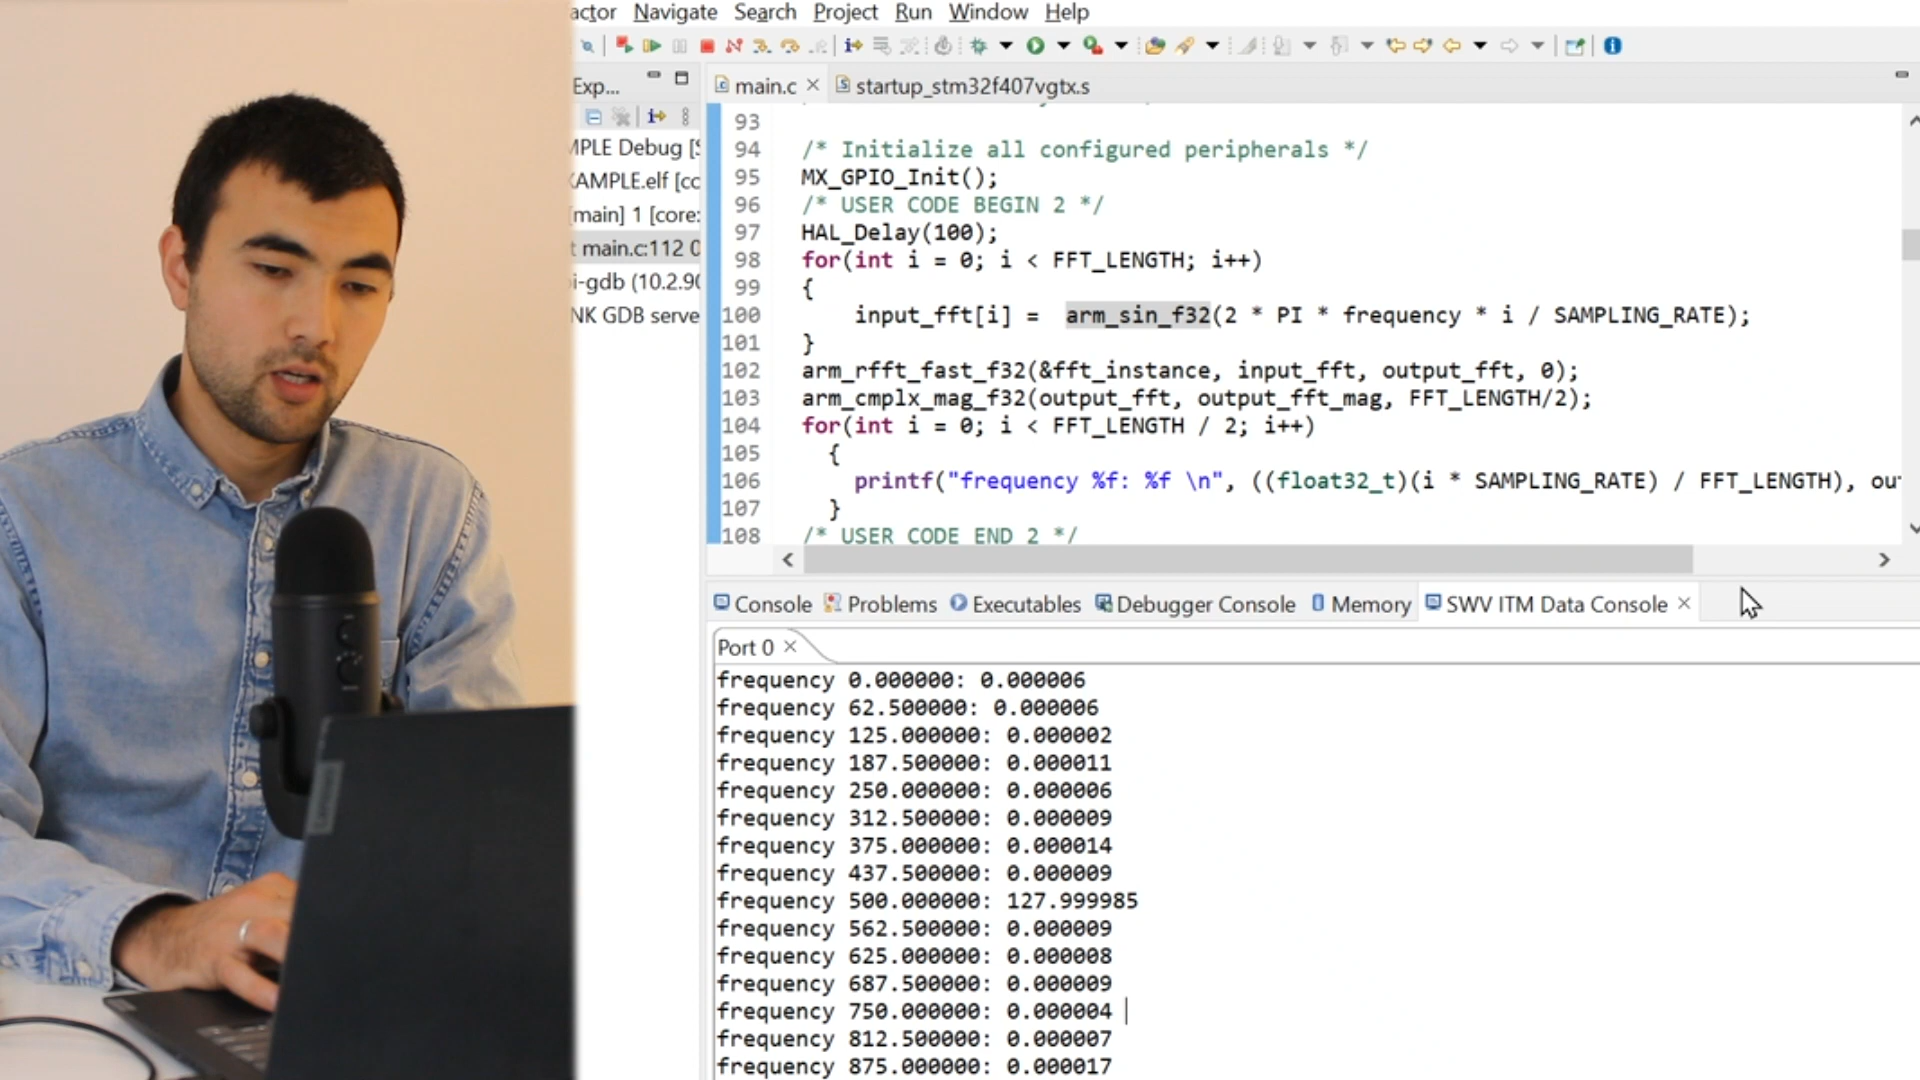 actor Navigate Search Project Run Window Help
Exp...
main.c
startup_stm32f407vgtx.s
MPLE Debug [S
XAMPLE.elf [cc
[main] 1 [core:
t main.c:112 0
oi-gdb (10.2.90
NK GDB serve
93
94 /* Initialize all configured peripherals */
95 MX_GPIO_Init();
96 /* USER CODE BEGIN 2 */
97 HAL_Delay(100);
98 for(int i = 0; i < FFT_LENGTH; i++)
99 {
100 input_fft[i] = arm_sin_f32(2 * PI * frequency * i / SAMPLING_RATE);
101 }
102 arm_rfft_fast_f32(&fft_instance, input_fft, output_fft, 0);
103 arm_cmplx_mag_f32(output_fft, output_fft_mag, FFT_LENGTH/2);
104 for(int i = 0; i < FFT_LENGTH / 2; i++)
105 {
106 printf("frequency %f: %f \n", ((float32_t)(i * SAMPLING_RATE) / FFT_LENGTH), out
107 }
108 /* USER CODE END 2 */
Console Problems Executables Debugger Console Memory SWV ITM Data Console
Port 0
frequency 0.000000: 0.000006
frequency 62.500000: 0.000006
frequency 125.000000: 0.000002
frequency 187.500000: 0.000011
frequency 250.000000: 0.000006
frequency 312.500000: 0.000009
frequency 375.000000: 0.000014
frequency 437.500000: 0.000009
frequency 500.000000: 127.999985
frequency 562.500000: 0.000009
frequency 625.000000: 0.000008
frequency 687.500000: 0.000009
frequency 750.000000: 0.000004
frequency 812.500000: 0.000007
frequency 875.000000: 0.000017